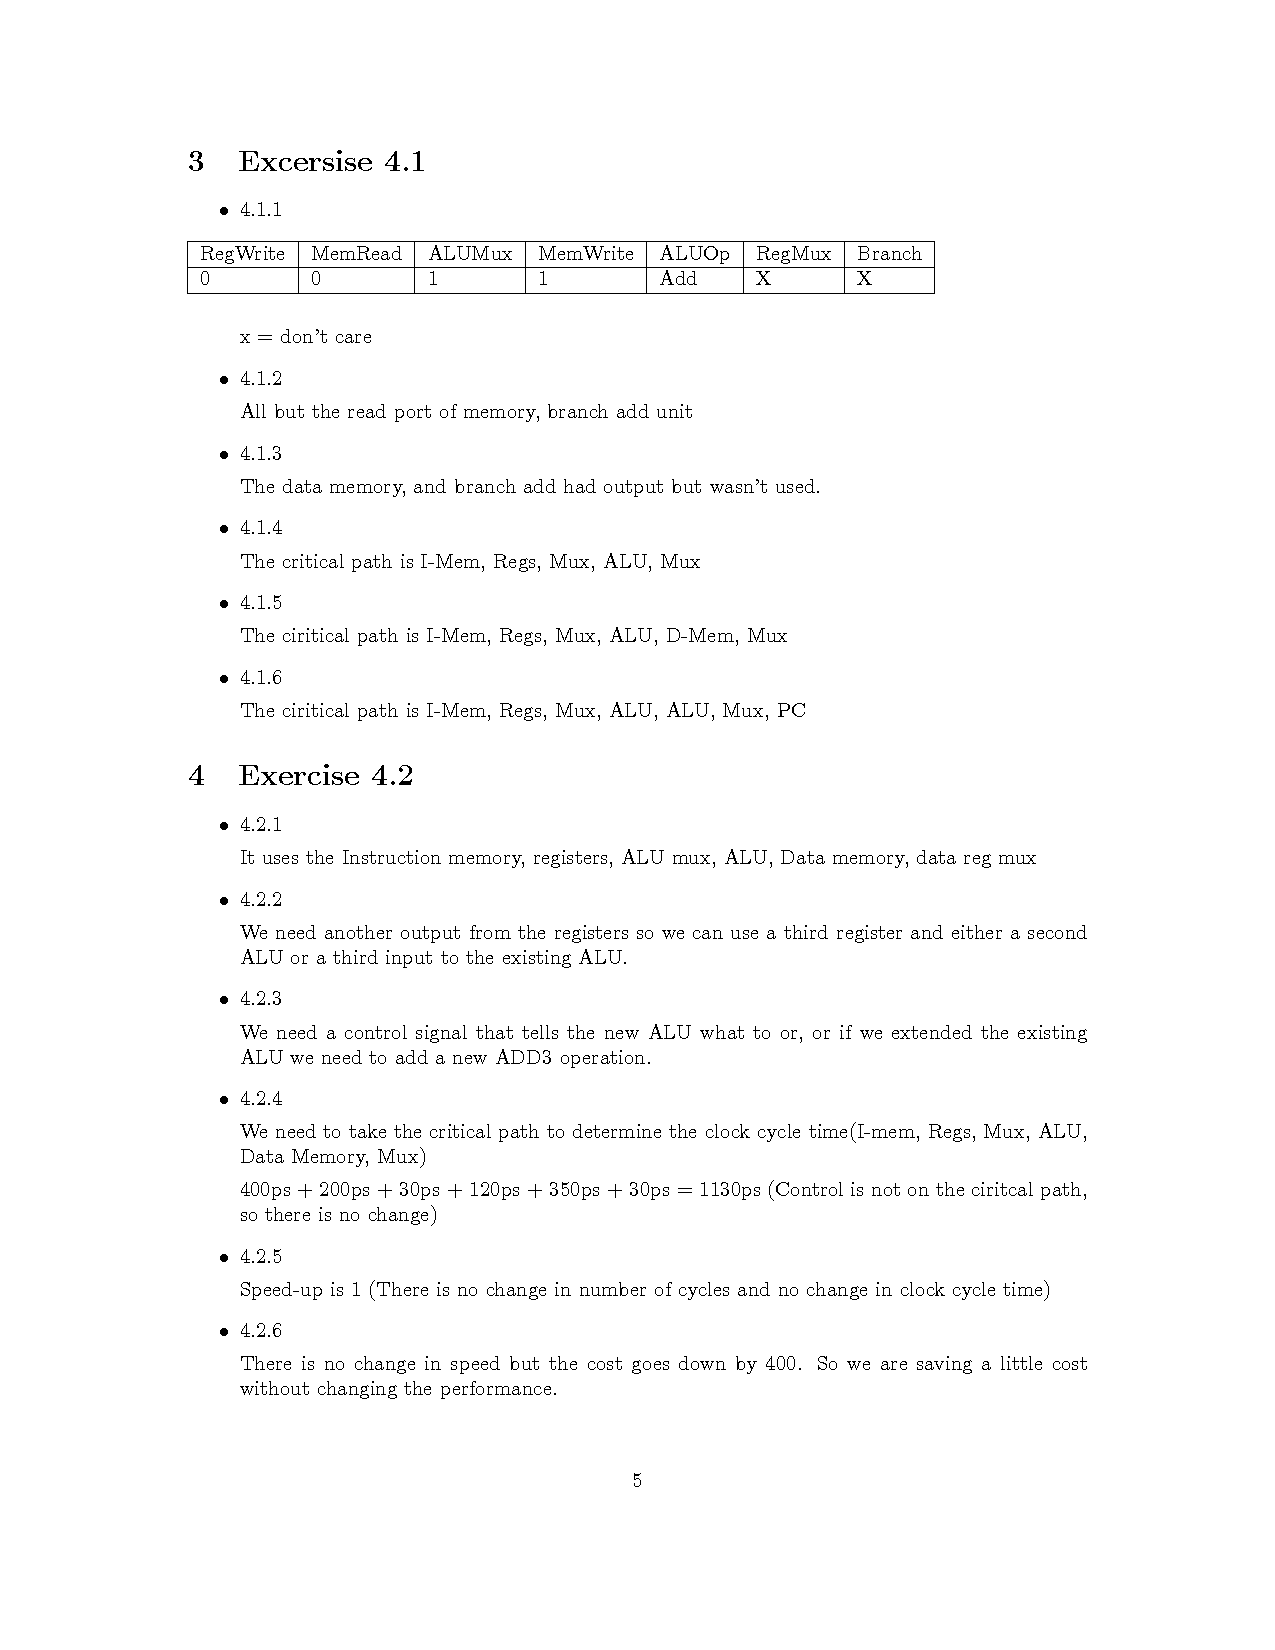 3 Excersise 4.1
• 4.1.1
RegWrite MemRead ALUMux MemWrite ALUOp RegMux Branch
0 0 1 1 Add X X
x = don't care
• 4.1.2
All but the read port of memory, branch add unit
• 4.1.3
The data memory, and branch add had output but wasn't used.
• 4.1.4
The critical path is I-Mem, Regs, Mux, ALU, Mux
• 4.1.5
The ciritical path is I-Mem, Regs, Mux, ALU, D-Mem, Mux
• 4.1.6
The ciritical path is I-Mem, Regs, Mux, ALU, ALU, Mux, PC
4 Exercise 4.2
• 4.2.1
It uses the Instruction memory, registers, ALU mux, ALU, Data memory, data reg mux
• 4.2.2
We need another output from the registers so we can use a third register and either a second
ALU or a third input to the existing ALU.
• 4.2.3
We need a control signal that tells the new ALU what to or, or if we extended the existing
ALU we need to add a new ADD3 operation.
• 4.2.4
We need to take the critical path to determine the clock cycle time(I-mem, Regs, Mux, ALU,
Data Memory, Mux)
400ps + 200ps + 30ps + 120ps + 350ps + 30ps = 1130ps (Control is not on the ciritcal path,
so there is no change)
• 4.2.5
Speed-up is 1 (There is no change in number of cycles and no change in clock cycle time)
• 4.2.6
There is no change in speed but the cost goes down by 400. So we are saving a little cost
without changing the performance.
5